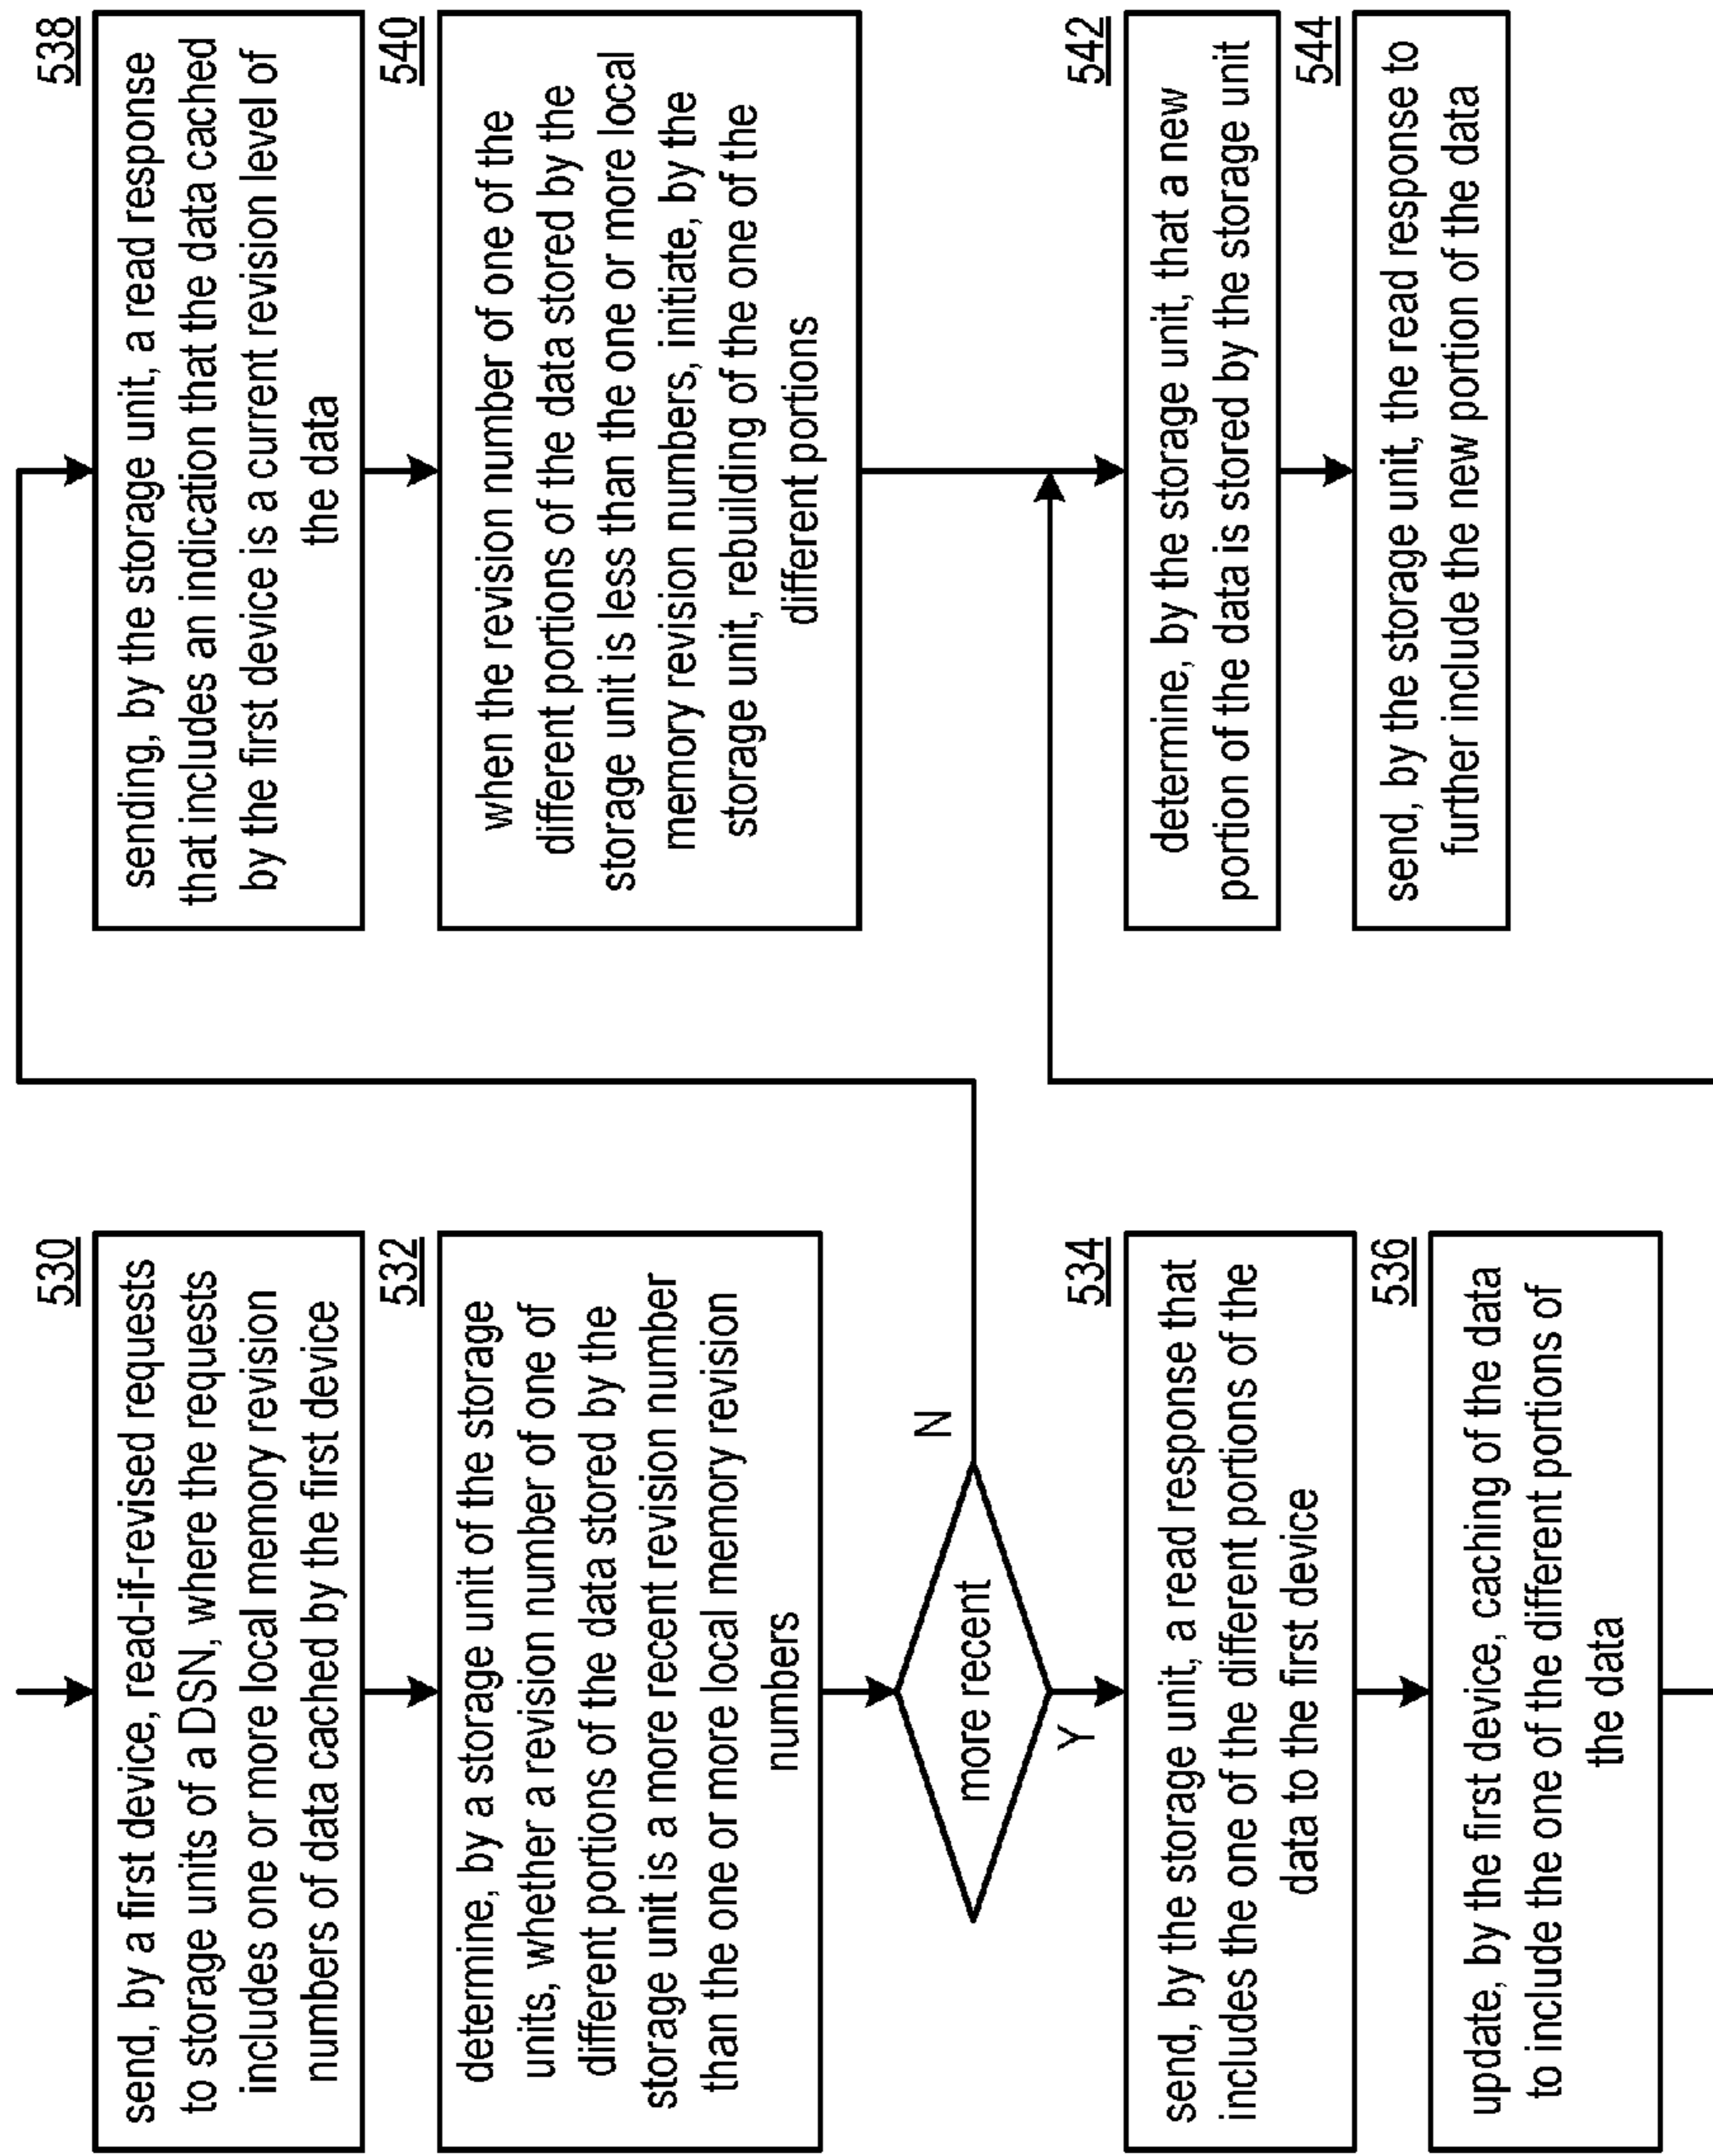 530
send, by a first device, read-if-revised requests
to storage units of a DSN, where the requests
includes one or more local memory revision
numbers of data cached by the first device
532
determine, by a storage unit of the storage
units, whether a revision number of one of
different portions of the data stored by the
storage unit is a more recent revision number
than the one or more local memory revision
numbers
more recent
N
Y
534
send, by the storage unit, a read response that
includes the one of the different portions of the
data to the first device
536
update, by the first device, caching of the data
to include the one of the different portions of
the data
538
sending, by the storage unit, a read response
that includes an indication that the data cached
by the first device is a current revision level of
the data
540
when the revision number of one of the
different portions of the data stored by the
storage unit is less than the one or more local
memory revision numbers, initiate, by the
storage unit, rebuilding of the one of the
different portions
542
determine, by the storage unit, that a new
portion of the data is stored by the storage unit
544
send, by the storage unit, the read response to
further include the new portion of the data